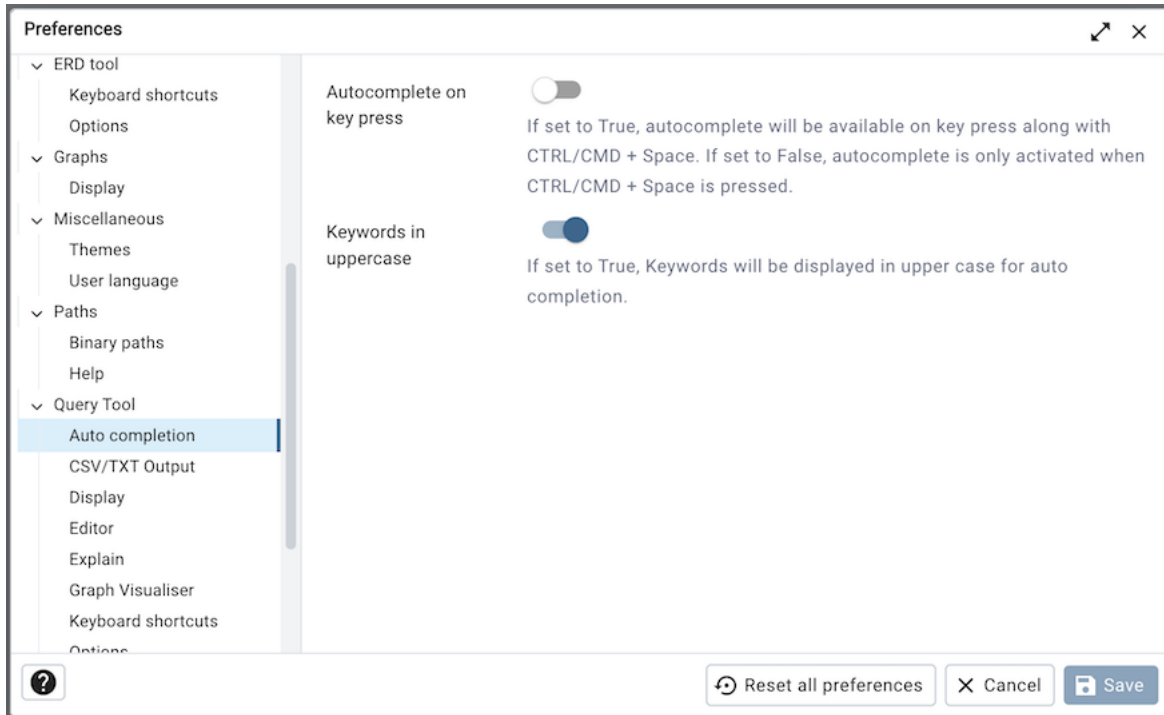 Preferences
ERD tool
Keyboard shortcuts
Options
Graphs
Display
Miscellaneous
Themes
User language
Paths
Binary paths
Help
Query Tool
Auto completion
CSV/TXT Output
Display
Editor
Explain
Graph Visualiser
Keyboard shortcuts
Options
Autocomplete on
key press
If set to True, autocomplete will be available on key press along with
CTRL/CMD + Space. If set to False, autocomplete is only activated when
CTRL/CMD + Space is pressed.
Keywords in
uppercase
If set to True, Keywords will be displayed in upper case for auto
completion.
?
Reset all preferences
Cancel
Save